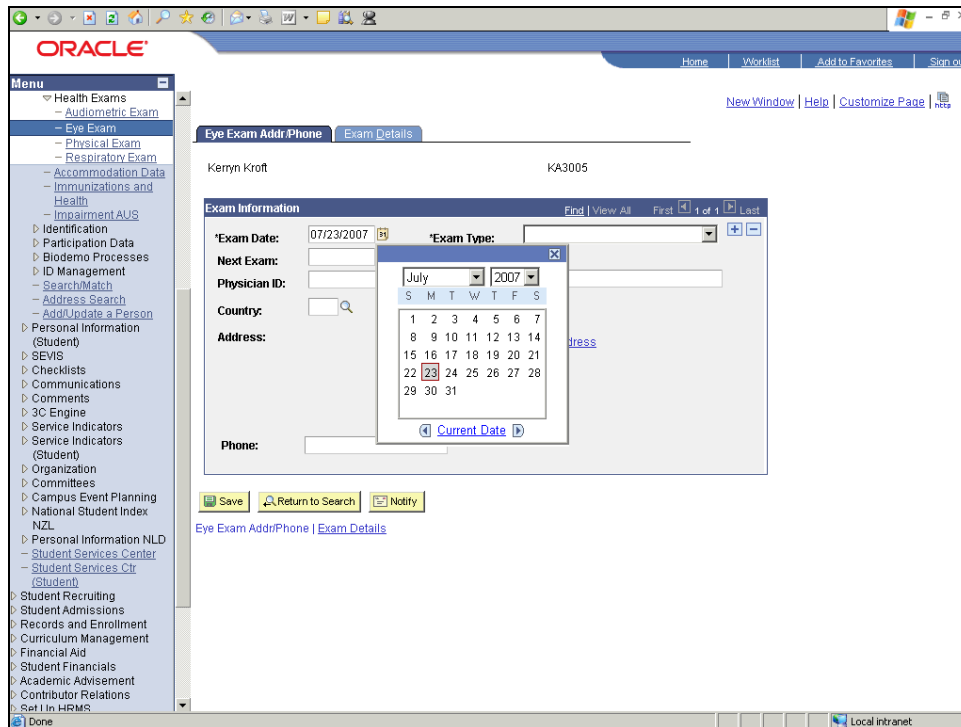 ORACLE'
Home | Worklist | Add to Favorites | Sign ou
Menu
Health Exams
– Audiometric Exam
– Eye Exam
– Physical Exam
– Respiratory Exam
– Accommodation Data
– Immunizations and
Health
– Impairment AUS
Identification
Participation Data
Biodemo Processes
ID Management
– Search/Match
– Address Search
– Add/Update a Person
Personal Information
(Student)
SEVIS
Checklists
Communications
Comments
3C Engine
Service Indicators
Service Indicators
(Student)
Organization
Committees
Campus Event Planning
National Student Index
NZL
Personal Information NLD
– Student Services Center
– Student Services Ctr
(Student)
Student Recruiting
Student Admissions
Records and Enrollment
Curriculum Management
Financial Aid
Student Financials
Academic Advisement
Contributor Relations
Set Up HRMS
New Window | Help | Customize Page | http
Eye Exam Addr/Phone Exam Details
Kerryn Kroft KA3005
Exam Information Find | View All First 1 of 1 Last
*Exam Date: 07/23/2007 31 *Exam Type:
Next Exam:
Physician ID:
Country:
Address: dress
Phone:
July 2007
S M T W T F S
1 2 3 4 5 6 7
8 9 10 11 12 13 14
15 16 17 18 19 20 21
22 23 24 25 26 27 28
29 30 31
Current Date
Save Return to Search Notify
Eye Exam Addr/Phone | Exam Details
Done Local intranet